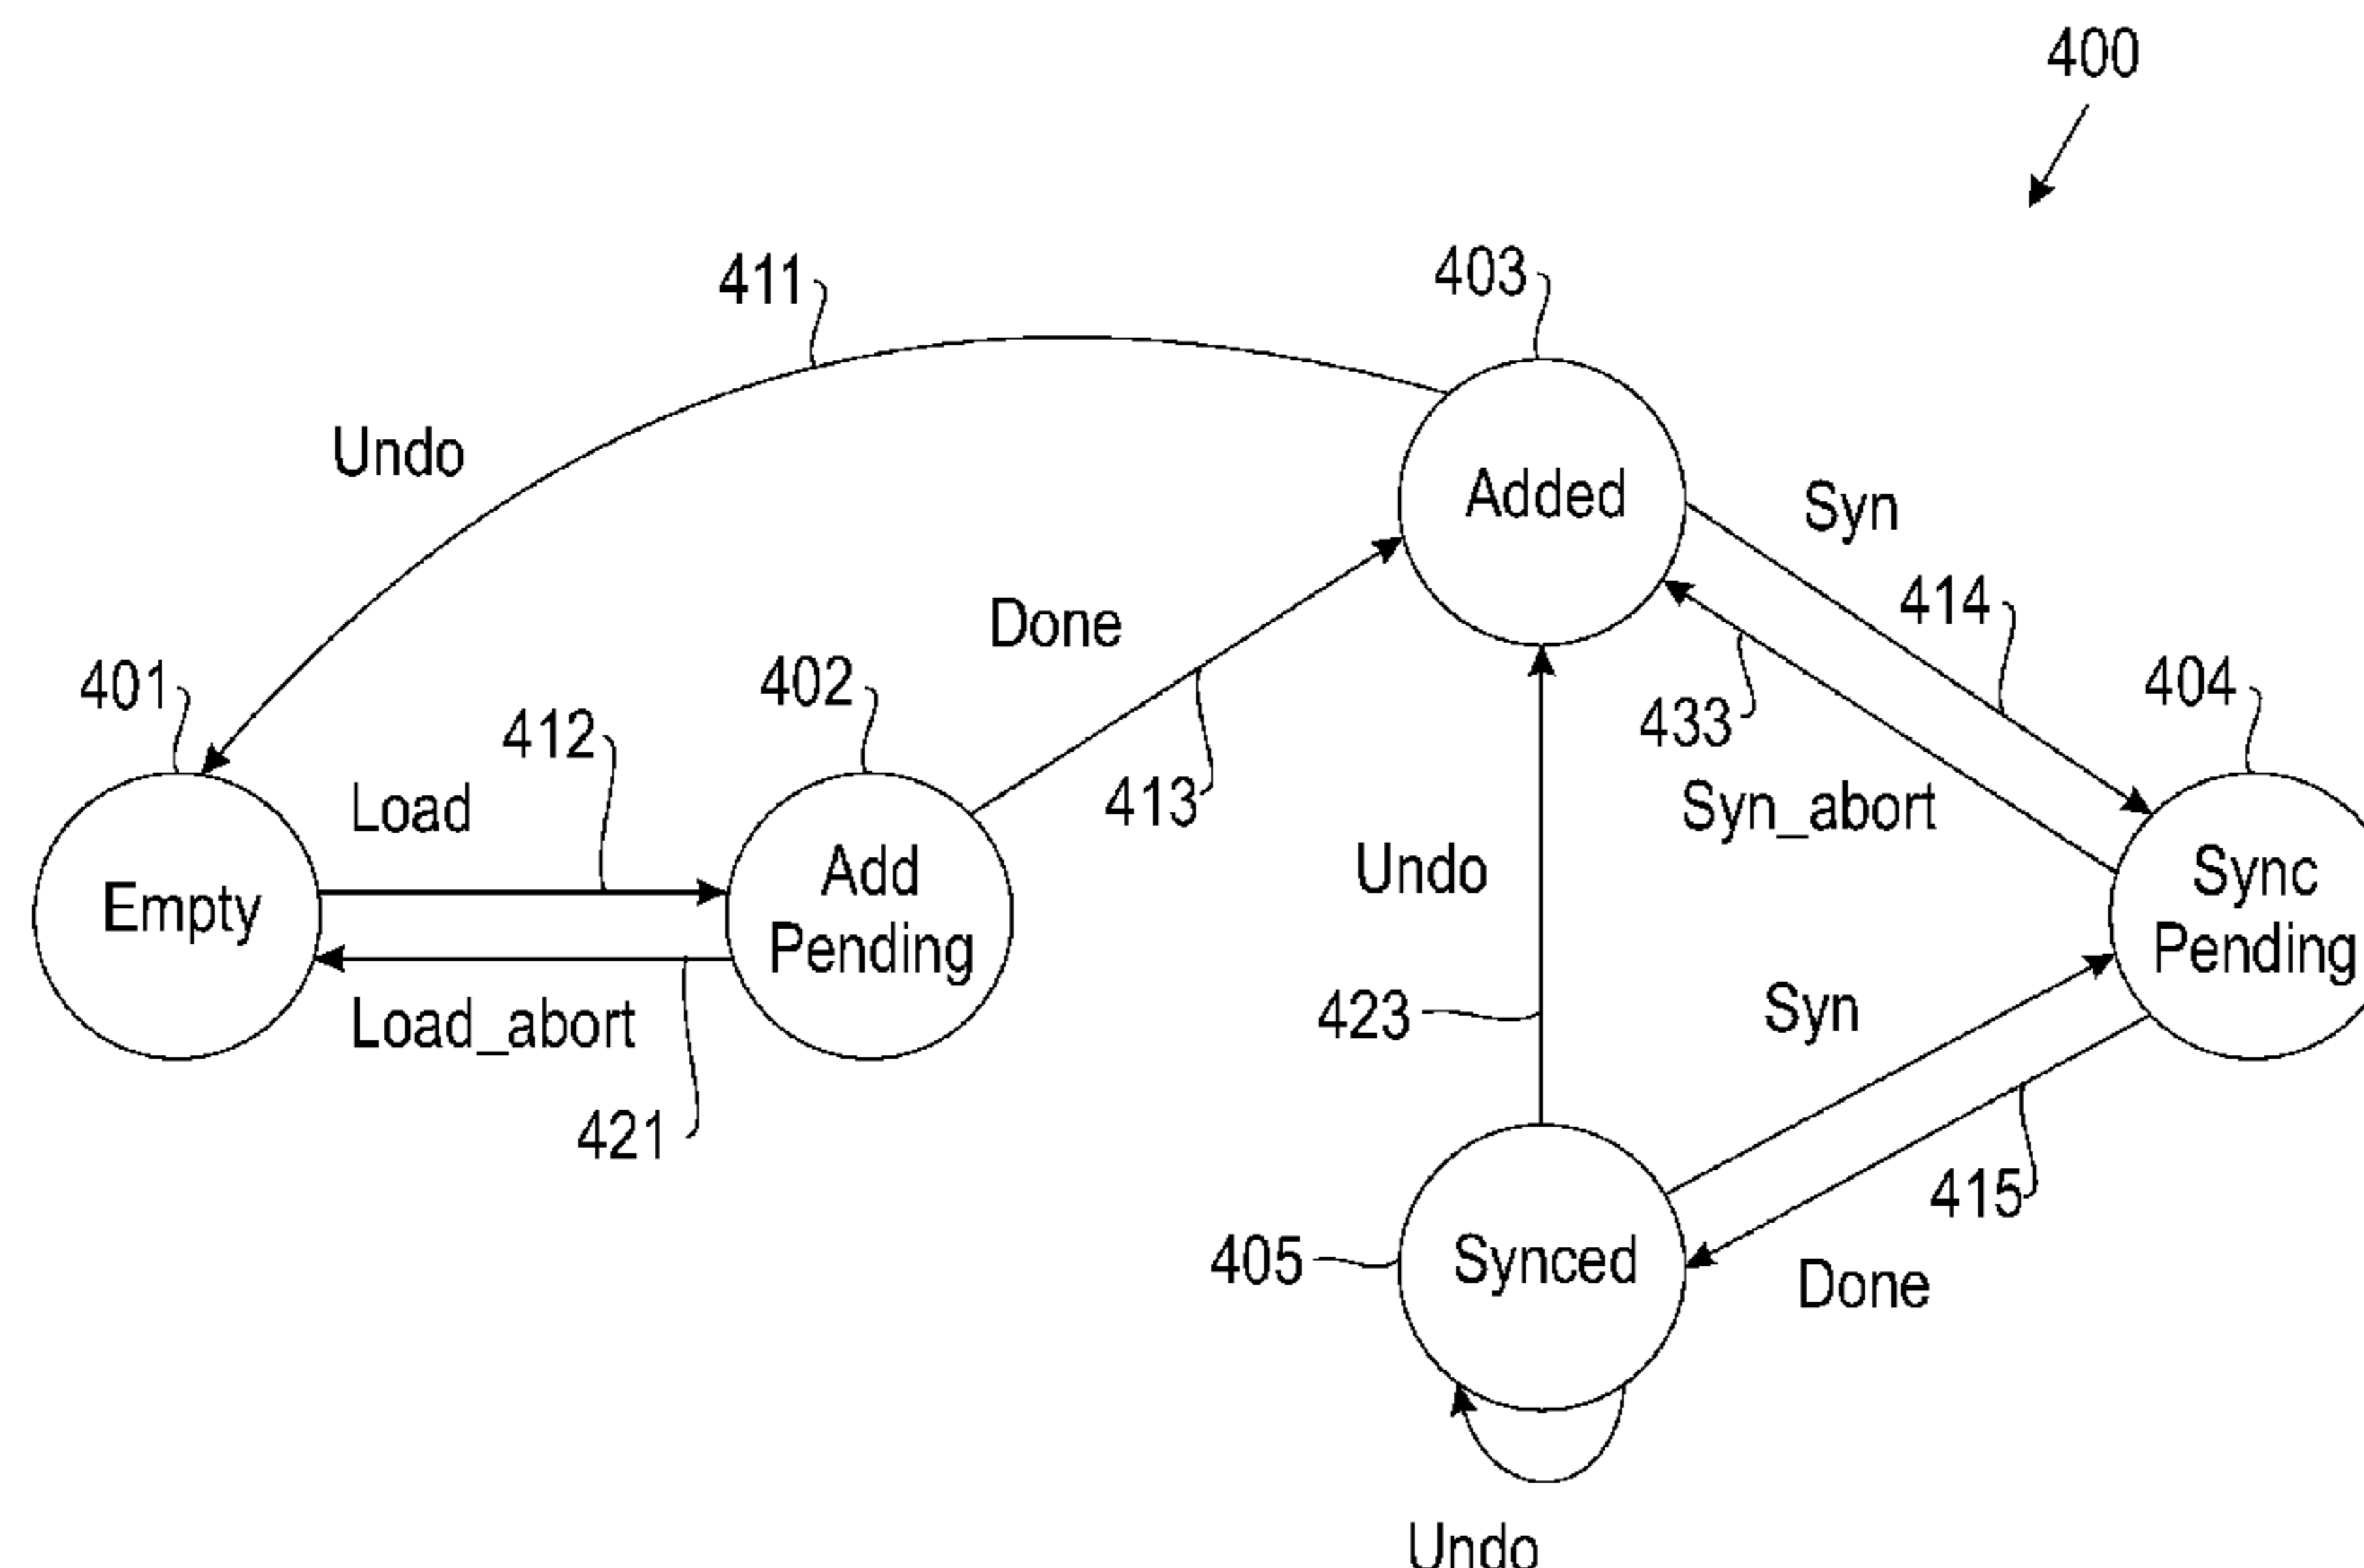 400
411
403
Undo
Added
Syn
414
Done
401
402
404
412
433
Load
413
Syn_abort
Empty
Add
Pending
Undo
Sync
Pending
Load_abort
423
Syn
421
415
405
Synced
Done
Undo